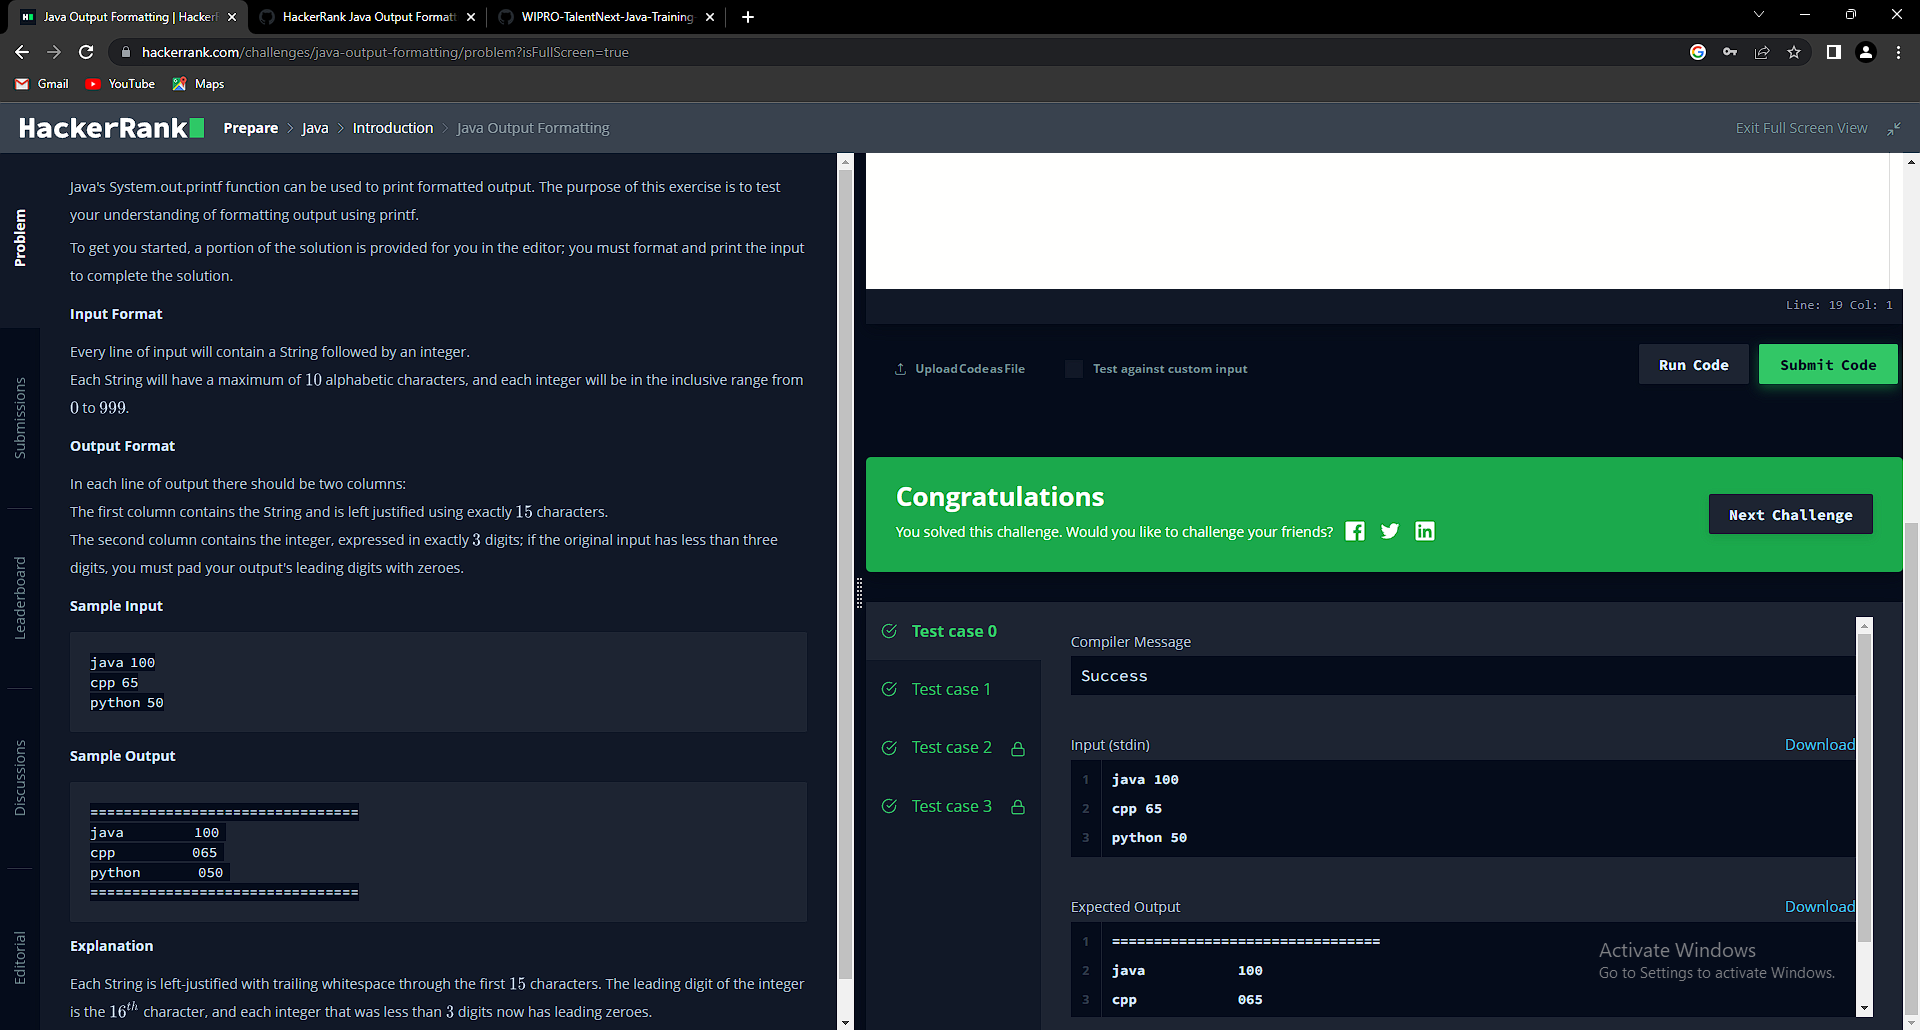 Java Output Formatting | Hacker
HackerRank Java Output Formatt
WIPRO-TalentNext-Java-Training
hackerrank.com/challenges/java-output-formatting/problem?isFullScreen=true
Gmail
YouTube
Maps
HackerRank
Prepare > Java > Introduction > Java Output Formatting
Exit Full Screen View
Problem
Submissions
Leaderboard
Discussions
Editorial
Java's System.out.printf function can be used to print formatted output. The purpose of this exercise is to test
your understanding of formatting output using printf.
To get you started, a portion of the solution is provided for you in the editor; you must format and print the input
to complete the solution.
Input Format
Every line of input will contain a String followed by an integer.
Each String will have a maximum of 10 alphabetic characters, and each integer will be in the inclusive range from
0 to 999.
Output Format
In each line of output there should be two columns:
The first column contains the String and is left justified using exactly 15 characters.
The second column contains the integer, expressed in exactly 3 digits; if the original input has less than three
digits, you must pad your output's leading digits with zeroes.
Sample Input
java 100
cpp 65
python 50
Sample Output
================================
java 100
cpp 065
python 050
================================
Explanation
Each String is left-justified with trailing whitespace through the first 15 characters. The leading digit of the integer
is the 16th character, and each integer that was less than 3 digits now has leading zeroes.
Line: 19 Col: 1
Upload Code as File
Test against custom input
Run Code
Submit Code
Congratulations
You solved this challenge. Would you like to challenge your friends?
Next Challenge
Test case 0
Test case 1
Test case 2
Test case 3
Compiler Message
Success
Input (stdin)
Download
1 java 100
2 cpp 65
3 python 50
Expected Output
Download
1 ================================
2 java 100
3 cpp 065
Activate Windows
Go to Settings to activate Windows.